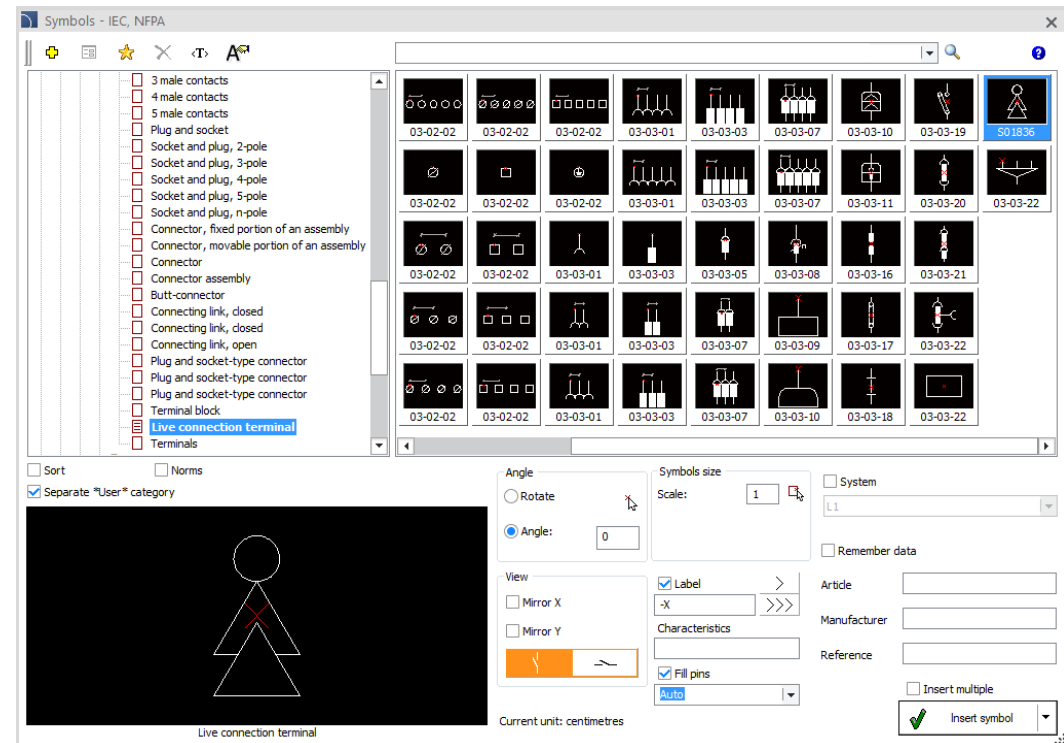 Symbols - IEC, NFPA
<T>
A
3 male contacts
4 male contacts
5 male contacts
Plug and socket
Socket and plug, 2-pole
Socket and plug, 3-pole
Socket and plug, 4-pole
Socket and plug, 5-pole
Socket and plug, n-pole
Connector, fixed portion of an assembly
Connector, movable portion of an assembly
Connector
Connector assembly
Butt-connector
Connecting link, closed
Connecting link, closed
Connecting link, open
Plug and socket-type connector
Plug and socket-type connector
Plug and socket-type connector
Terminal block
Live connection terminal
Terminals
03-02-02 03-02-02 03-02-02 03-03-01 03-03-03 03-03-07 03-03-10 03-03-19 S01836
03-02-02 03-02-02 03-02-02 03-03-01 03-03-03 03-03-07 03-03-11 03-03-20 03-03-22
n
03-02-02 03-02-02 03-03-01 03-03-03 03-03-05 03-03-08 03-03-16 03-03-21
03-02-02 03-02-02 03-03-01 03-03-03 03-03-07 03-03-09 03-03-17 03-03-22
03-02-02 03-02-02 03-03-01 03-03-03 03-03-07 03-03-10 03-03-18 03-03-22
Sort Norms
Separate *User* category
Live connection terminal
Angle
Rotate
Angle: 0
View
Mirror X
Mirror Y
Current unit: centimetres
Symbols size
Scale: 1
Label >
-X >>>
Characteristics
Fill pins
Auto
System
L1
Remember data
Article
Manufacturer
Reference
Insert multiple
Insert symbol